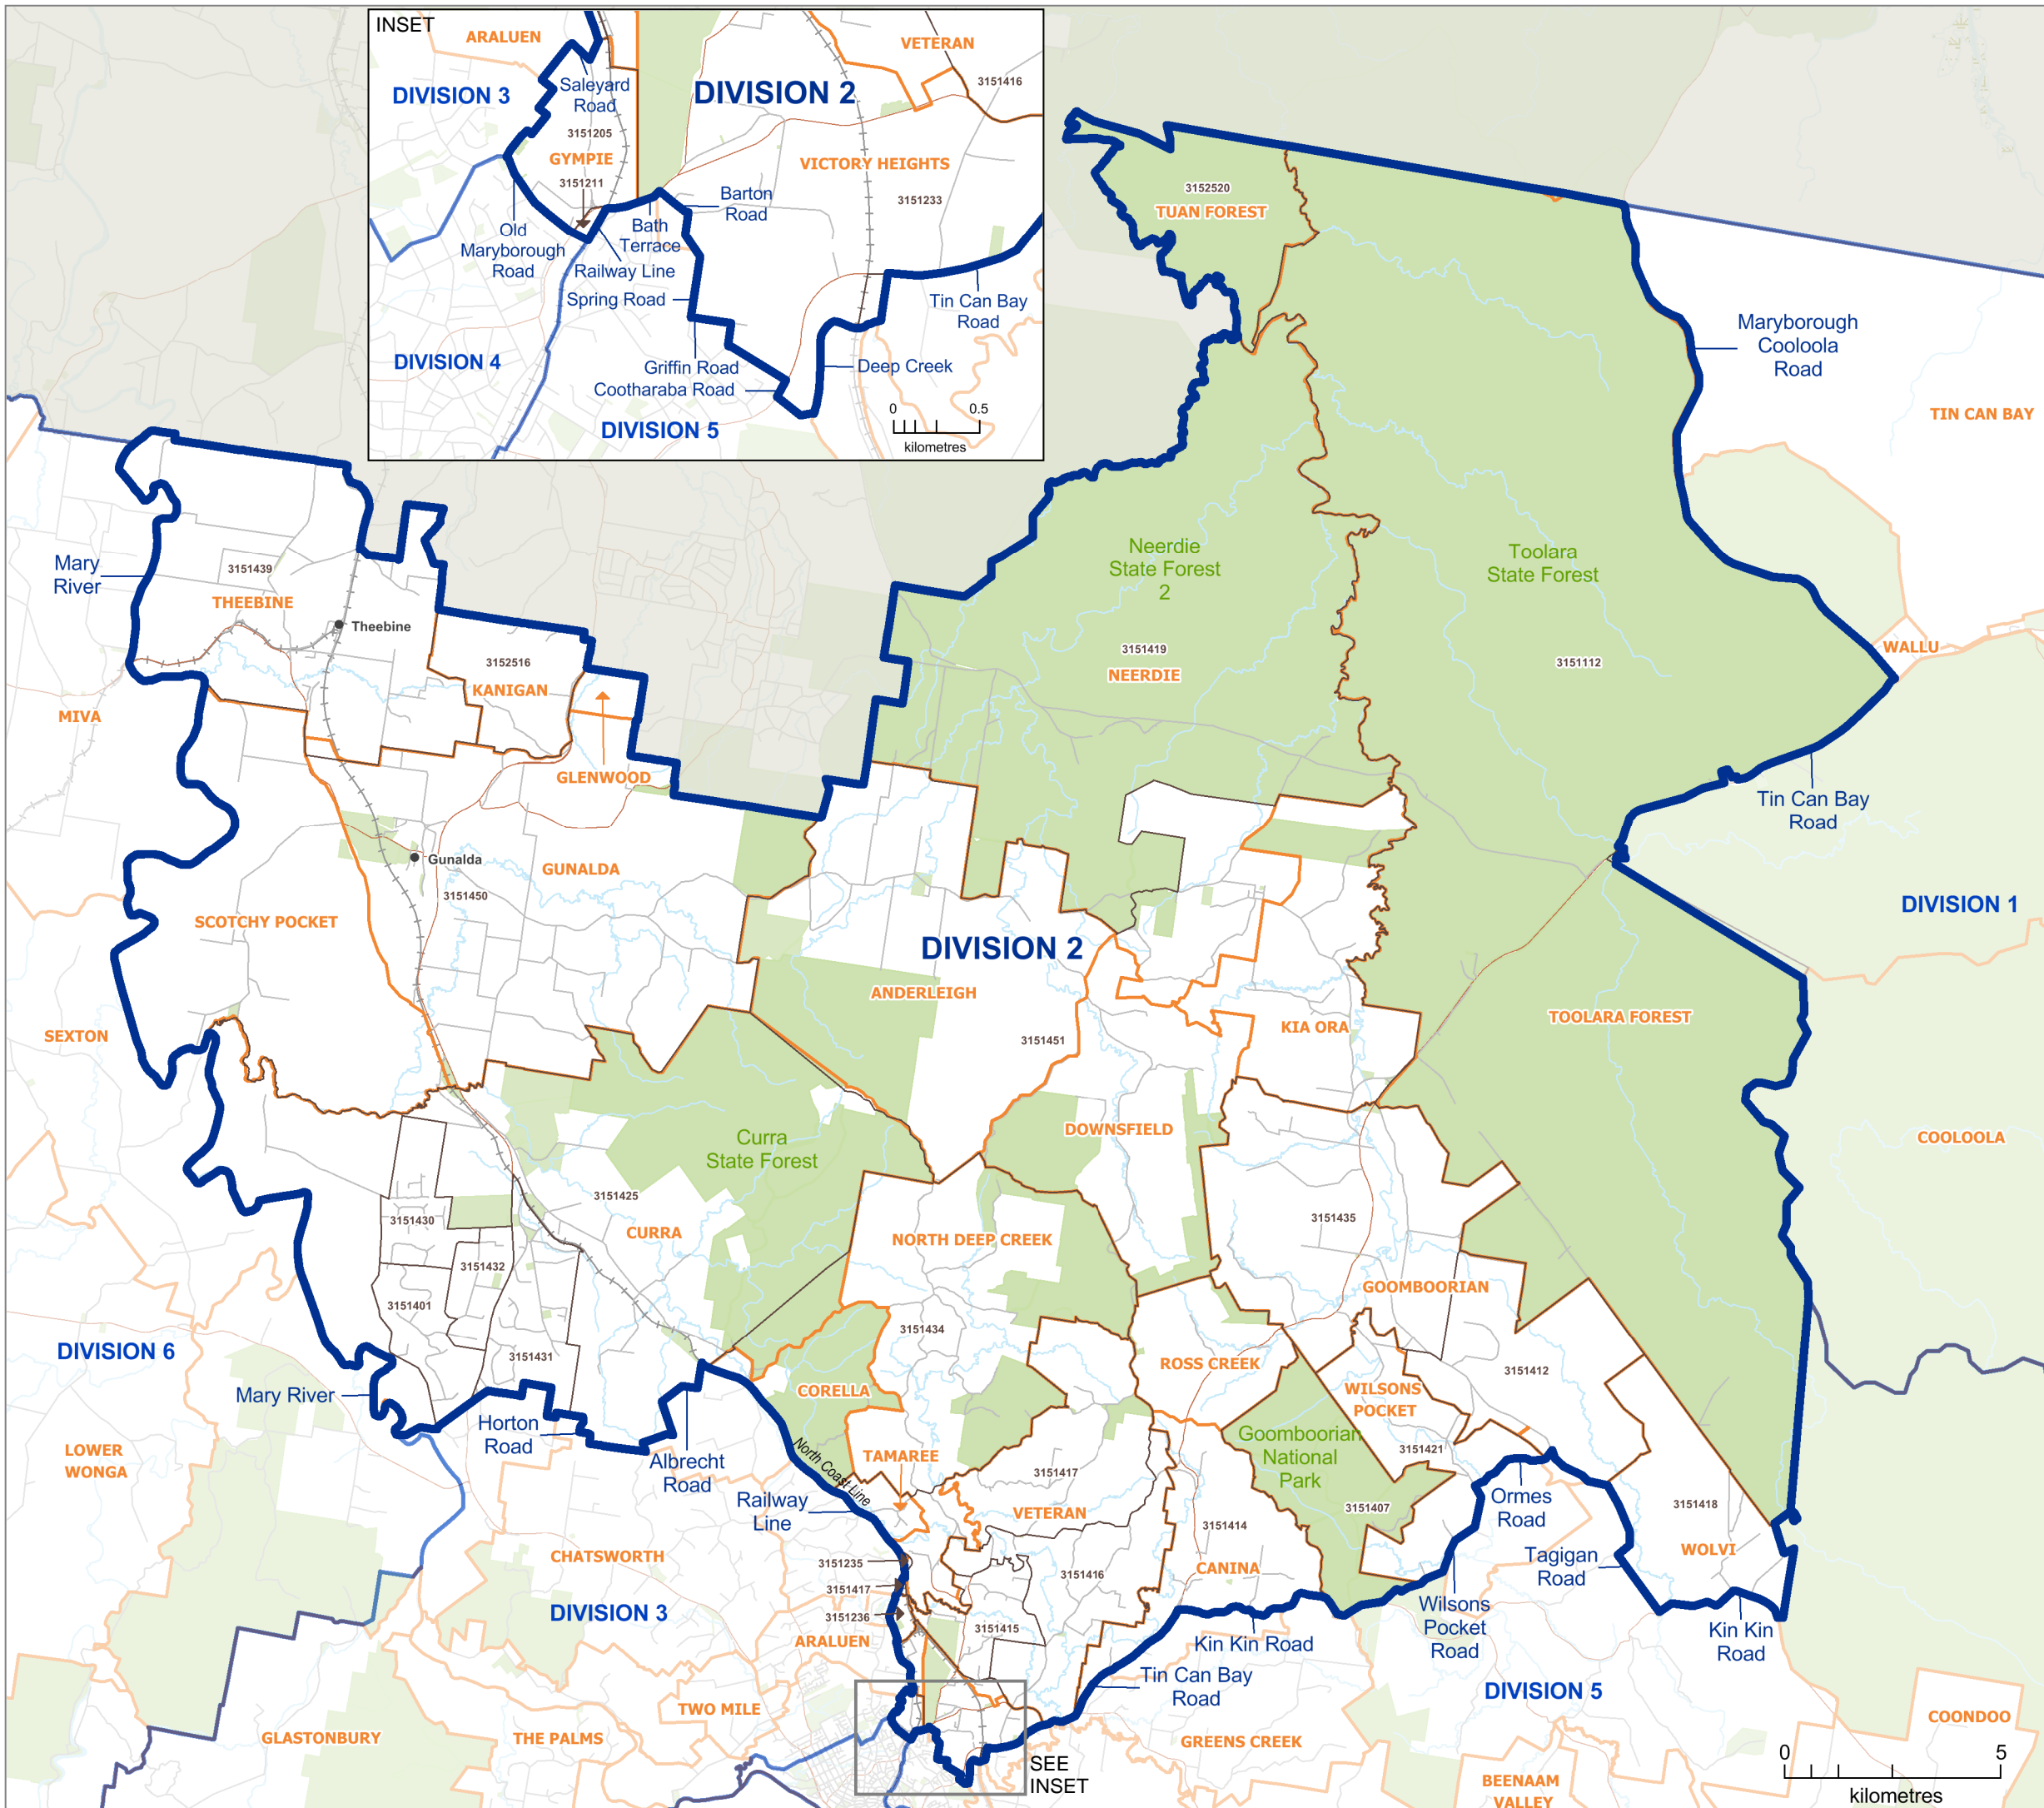 INSET
ARALUEN
VETERAN
DIVISION 3
Saleyard
Road
DIVISION 2
3151416
3151205
GYMPIE
VICTORY HEIGHTS
3151211
3151233
Barton
Road
Old
Maryborough
Road
Bath
Terrace
Railway Line
Spring Road
Tin Can Bay
Road
DIVISION 4
Griffin Road
Deep Creek
Cootharaba Road
DIVISION 5
0 0.5
kilometres
3152520
TUAN FOREST
Maryborough
Cooloola
Road
TIN CAN BAY
Mary
River
3151439
THEEBINE
Theebine
Neerdie
State Forest
2
Toolara
State Forest
3152516
KANIGAN
3151419
NEERDIE
3151112
WALLU
MIVA
GLENWOOD
Tin Can Bay
Road
Gunalda
GUNALDA
3151450
SCOTCHY POCKET
DIVISION 1
DIVISION 2
ANDERLEIGH
3151451
KIA ORA
TOOLARA FOREST
SEXTON
Curra
State Forest
DOWNSFIELD
COOLOOLA
3151425
3151430
CURRA
NORTH DEEP CREEK
3151435
3151432
3151401
GOOMBOORIAN
3151434
DIVISION 6
3151431
ROSS CREEK
3151412
Mary River
CORELLA
WILSONS
POCKET
Horton
Road
Goomboorian
National
Park
3151421
LOWER
WONGA
Albrecht
Road
North Coast Line
TAMAREE
3151417
Railway
Line
VETERAN
3151407
Ormes
Road
3151418
3151414
CHATSWORTH
3151235
3151417
3151416
CANINA
Tagigan
Road
WOLVI
DIVISION 3
3151236
3151415
Wilsons
Pocket
Road
ARALUEN
Kin Kin Road
Kin Kin
Road
Tin Can Bay
Road
DIVISION 5
TWO MILE
GLASTONBURY
THE PALMS
GREENS CREEK
COONDOO
SEE
INSET
BEENAAM
VALLEY
0 5
kilometres